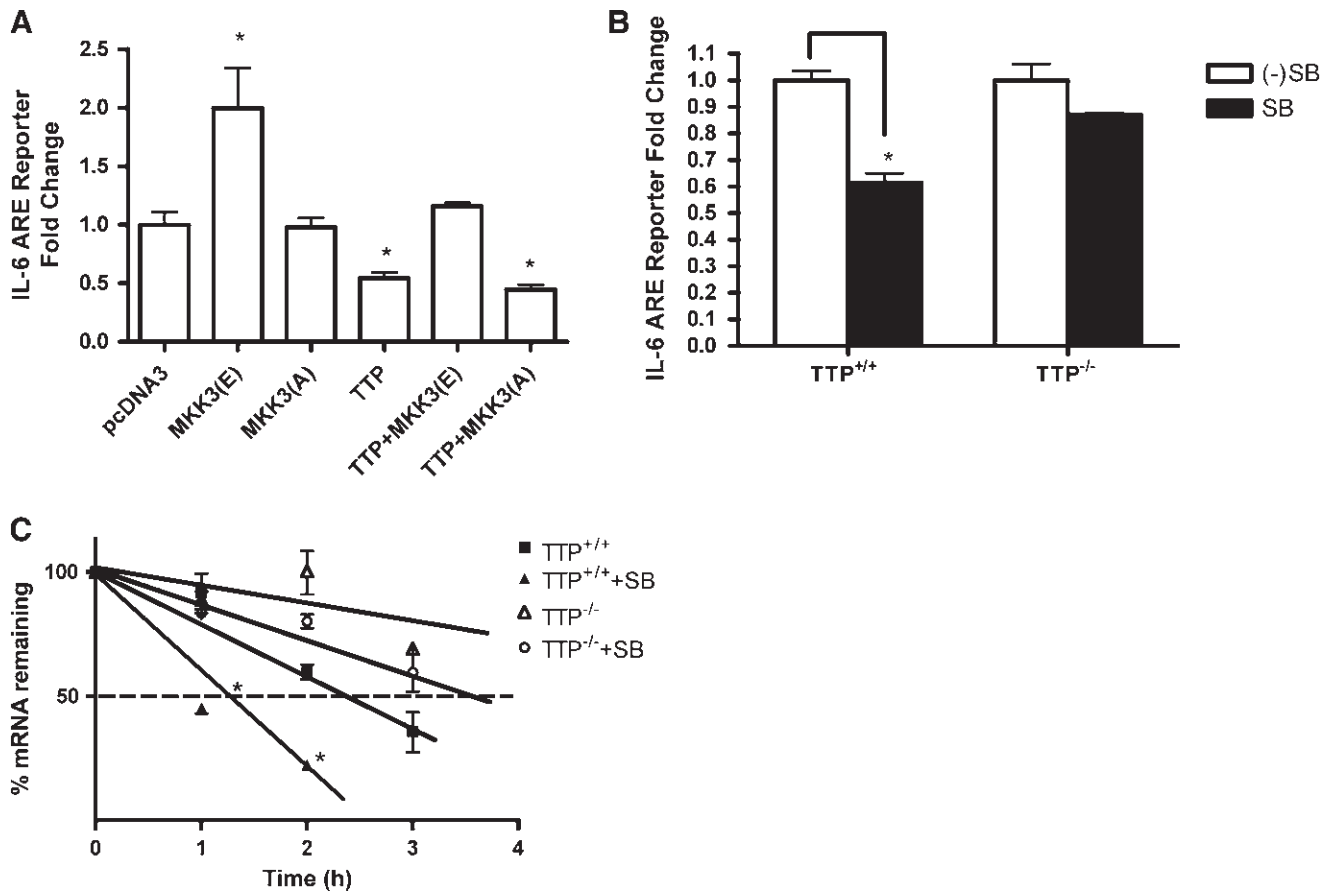 A
IL-6 ARE Reporter
Fold Change
2.5
2.0
1.5
1.0
0.5
0.0
*
*
*
pcDNA3
MKK3(E)
MKK3(A)
TTP
TTP+MKK3(E)
TTP+MKK3(A)
B
IL-6 ARE Reporter Fold Change
1.1
1.0
0.9
0.8
0.7
0.6
0.5
0.4
0.3
0.2
0.1
0.0
*
TTP+/+
TTP-/-
(-)SB
SB
C
% mRNA remaining
100
50
*
*
0
1
2
3
4
Time (h)
TTP+/+
TTP+/++SB
TTP-/-
TTP-/-+SB